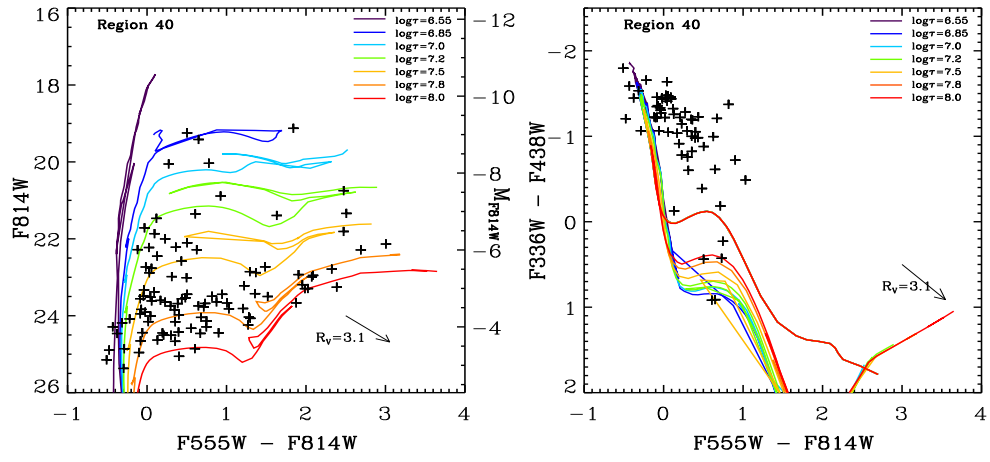 Region 40
logτ=6.55
logτ=6.85
logτ=7.0
logτ=7.2
logτ=7.5
logτ=7.8
logτ=8.0
16
18
20
22
24
26
F814W
−12
−10
−8
−6
−4
M_F814W
R_V=3.1
−1 0 1 2 3 4
F555W − F814W
Region 40
logτ=6.55
logτ=6.85
logτ=7.0
logτ=7.2
logτ=7.5
logτ=7.8
logτ=8.0
−2
−1
0
1
2
F336W − F438W
R_V=3.1
−1 0 1 2 3 4
F555W − F814W